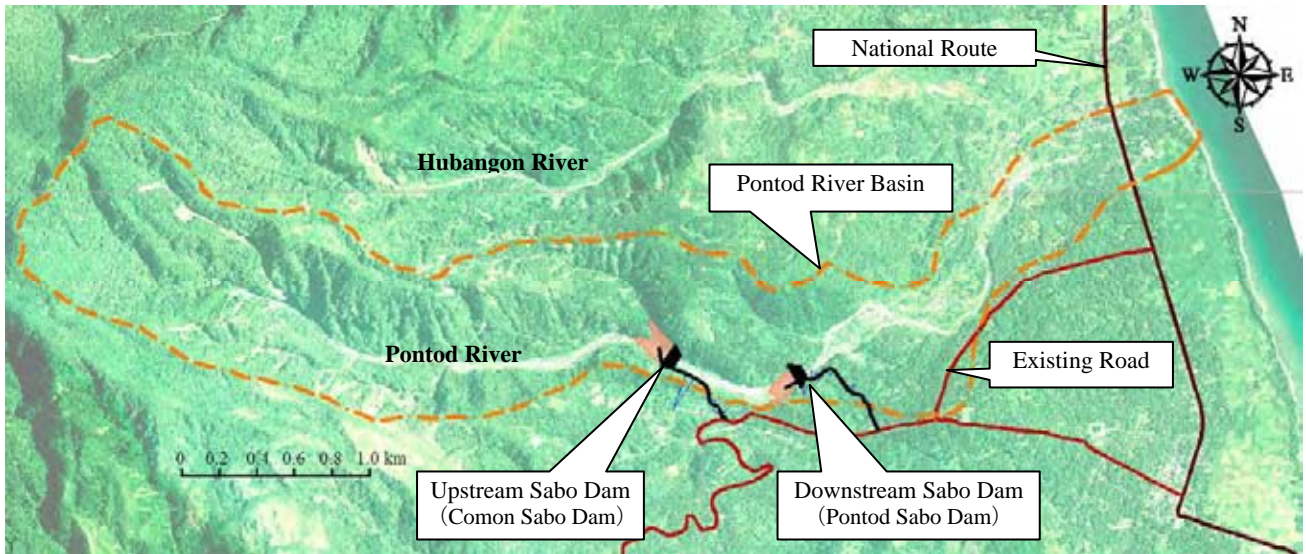 National Route
N
W E
S
Hubangon River
Pontod River Basin
Pontod River
Existing Road
0 0.2 0.4 0.6 0.8 1.0 km
Upstream Sabo Dam
（Comon Sabo Dam）
Downstream Sabo Dam
（Pontod Sabo Dam）